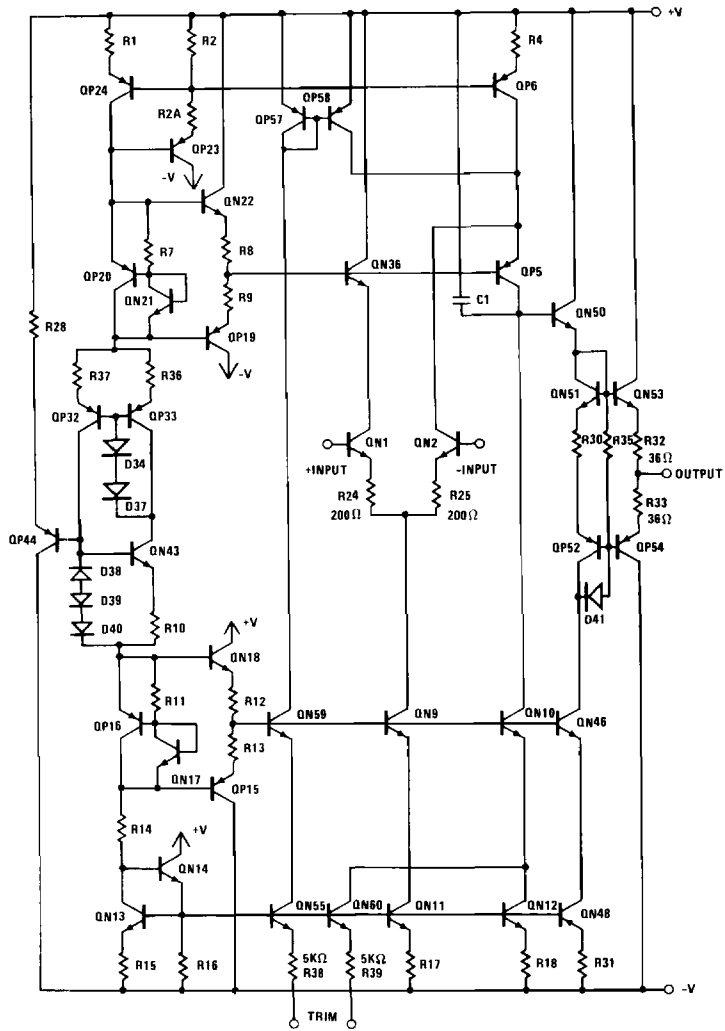 +V
R1
R2
R4
QP24
QP58
QP6
QP57
R2A
QP23
-V
QN22
R7
R8
QP20
QN36
QP5
QN21
R9
C1
QN50
R28
QP19
-V
R37
R36
QN51
QN53
QP32
QP33
QN1
QN2
R30
R35
R32
36Ω
D34
+INPUT
-INPUT
OUTPUT
R24
R25
R33
D37
200Ω
200Ω
36Ω
QP44
QN43
QP52
QP54
D38
D39
D41
D40
R10
+V
QN18
R11
R12
QP16
QN59
QN9
QN10
QN46
R13
QN17
QP15
R14
+V
QN14
QN13
QN55
QN60
QN11
QN12
QN48
R15
R16
5KΩ
R38
5KΩ
R39
R17
R18
R31
-V
TRIM